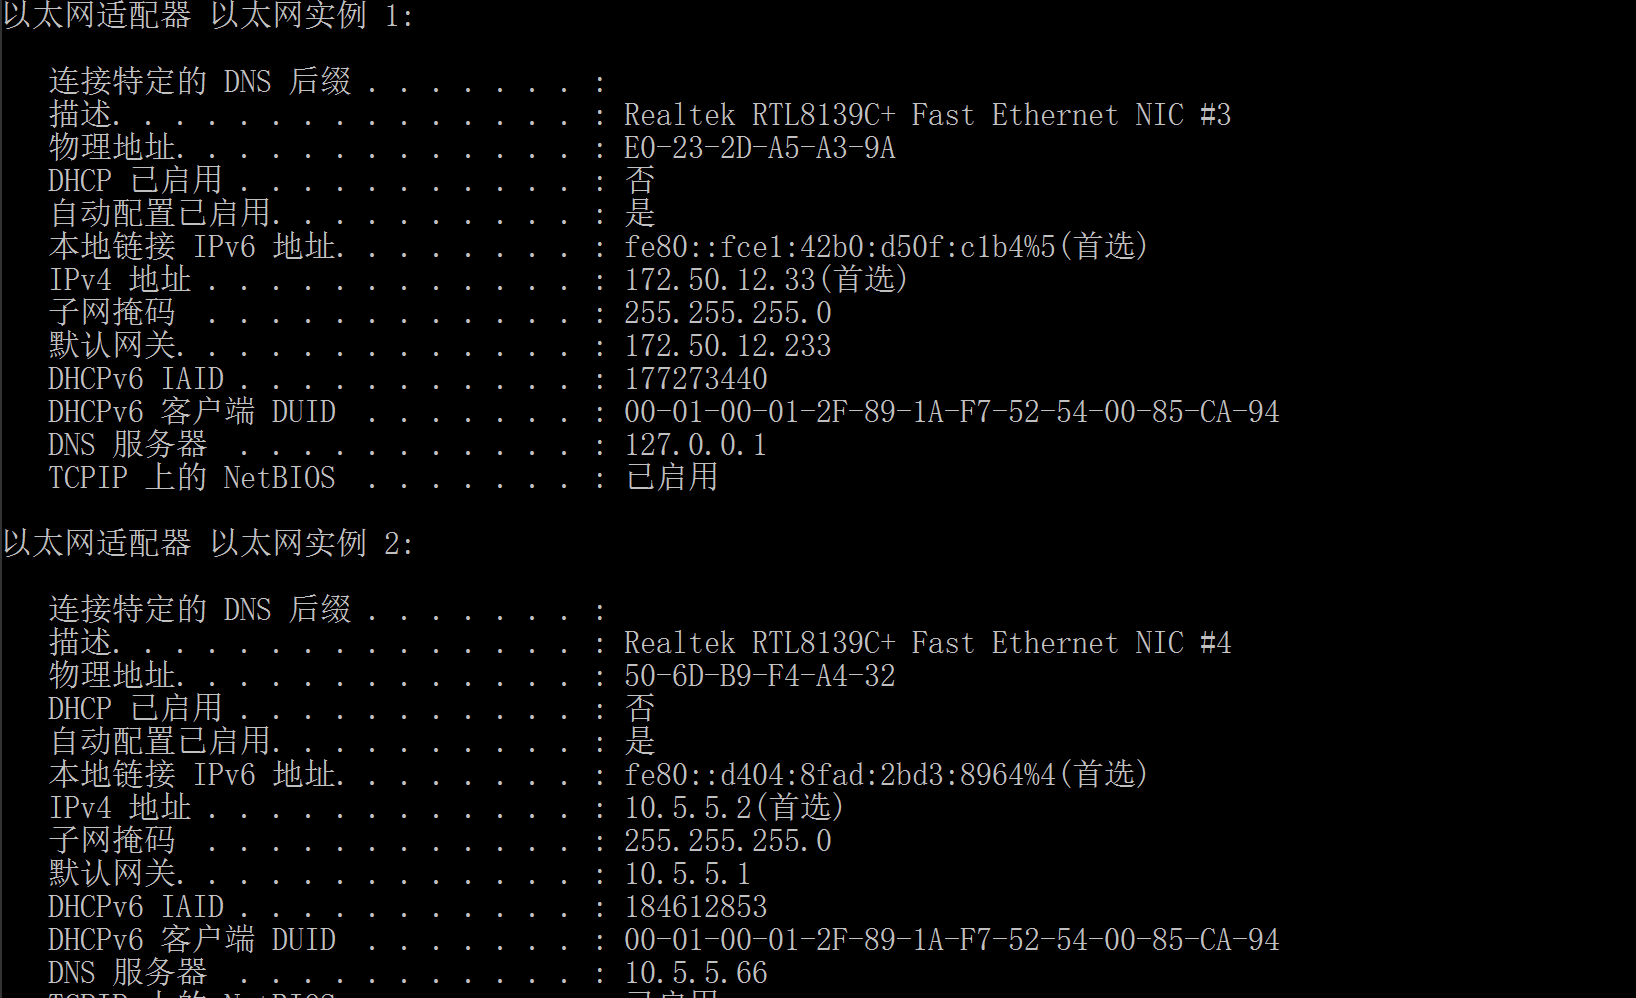 以太网适配器 以太网实例 1:
连接特定的 DNS 后缀 . . . . . . . :
描述. . . . . . . . . . . . . . . : Realtek RTL8139C+ Fast Ethernet NIC #3
物理地址. . . . . . . . . . . . . : E0-23-2D-A5-A3-9A
DHCP 已启用 . . . . . . . . . . . : 否
自动配置已启用. . . . . . . . . . : 是
本地链接 IPv6 地址. . . . . . . . : fe80::fce1:42b0:d50f:c1b4%5(首选)
IPv4 地址 . . . . . . . . . . . . : 172.50.12.33(首选)
子网掩码  . . . . . . . . . . . . : 255.255.255.0
默认网关. . . . . . . . . . . . . : 172.50.12.233
DHCPv6 IAID . . . . . . . . . . . : 177273440
DHCPv6 客户端 DUID  . . . . . . . : 00-01-00-01-2F-89-1A-F7-52-54-00-85-CA-94
DNS 服务器  . . . . . . . . . . . : 127.0.0.1
TCPIP 上的 NetBIOS  . . . . . . . : 已启用
以太网适配器 以太网实例 2:
连接特定的 DNS 后缀 . . . . . . . :
描述. . . . . . . . . . . . . . . : Realtek RTL8139C+ Fast Ethernet NIC #4
物理地址. . . . . . . . . . . . . : 50-6D-B9-F4-A4-32
DHCP 已启用 . . . . . . . . . . . : 否
自动配置已启用. . . . . . . . . . : 是
本地链接 IPv6 地址. . . . . . . . : fe80::d404:8fad:2bd3:8964%4(首选)
IPv4 地址 . . . . . . . . . . . . : 10.5.5.2(首选)
子网掩码  . . . . . . . . . . . . : 255.255.255.0
默认网关. . . . . . . . . . . . . : 10.5.5.1
DHCPv6 IAID . . . . . . . . . . . : 184612853
DHCPv6 客户端 DUID  . . . . . . . : 00-01-00-01-2F-89-1A-F7-52-54-00-85-CA-94
DNS 服务器  . . . . . . . . . . . : 10.5.5.66
TCPIP 上的 NetBIOS  . . . . . . . : 已启用